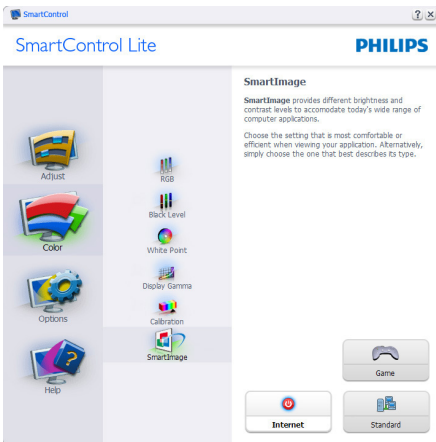 SmartControl
SmartControl Lite
PHILIPS
Adjust
Color
Options
Help
RGB
Black Level
White Point
Display Gamma
Calibration
SmartImage
SmartImage
SmartImage provides different brightness and
contrast levels to accomodate today's wide range of
computer applications.
Choose the setting that is most comfortable or
efficient when viewing your application. Alternatively,
simply choose the one that best describes its type.
Game
Internet
Standard